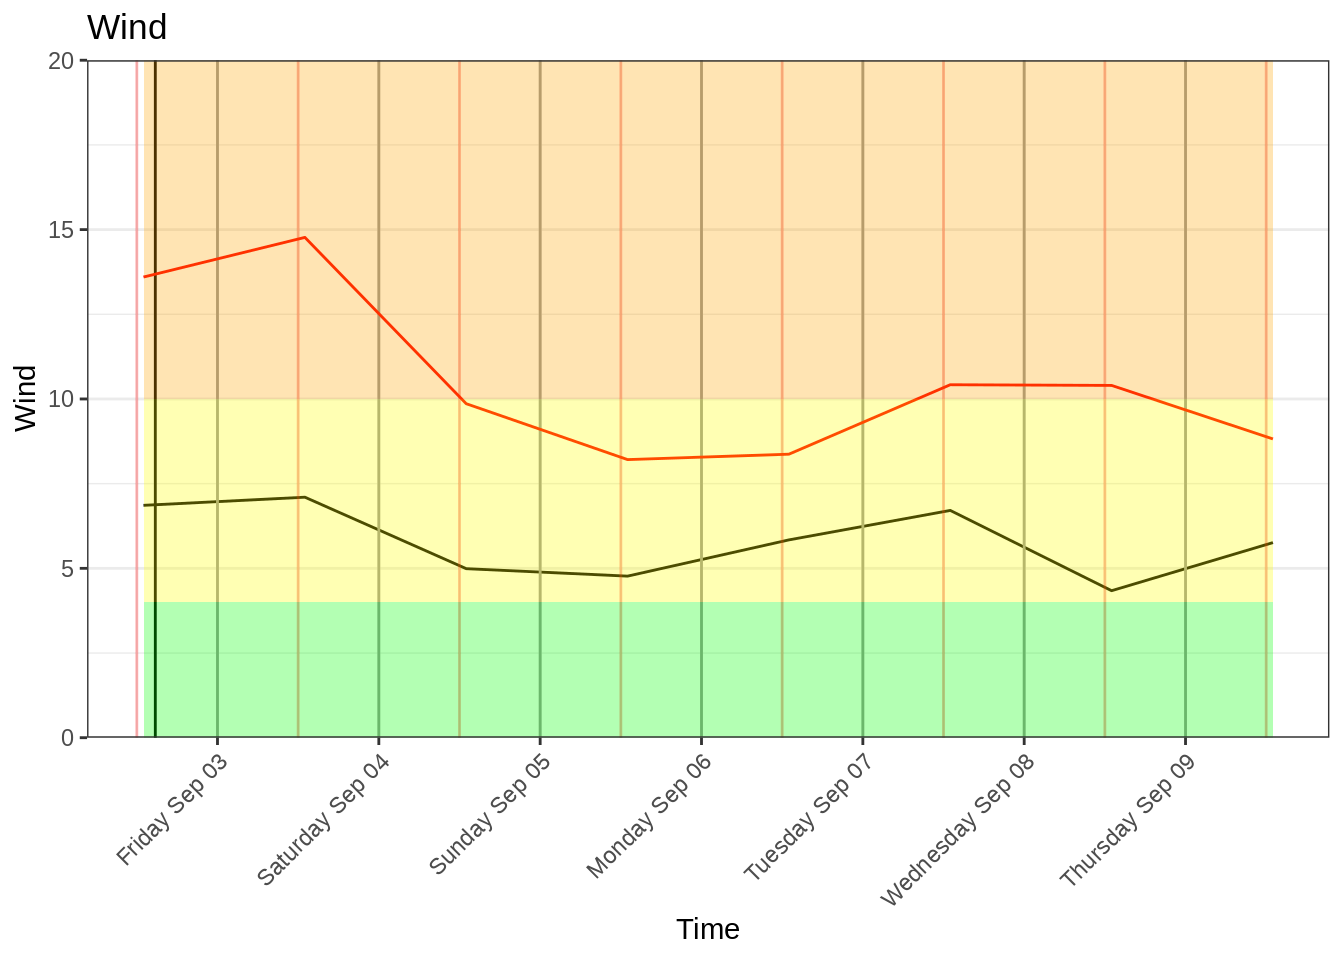 Wind
20
15
10
5
0
Wind
Friday Sep 03
Saturday Sep 04
Sunday Sep 05
Monday Sep 06
Tuesday Sep 07
Wednesday Sep 08
Thursday Sep 09
Time